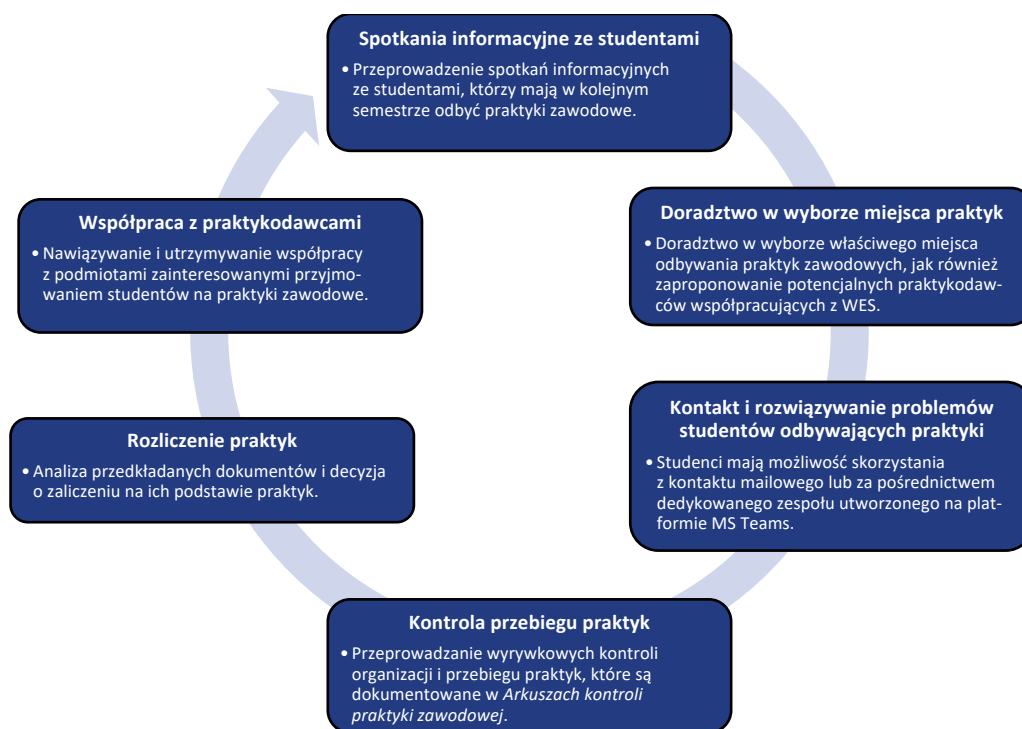 Spotkania informacyjne ze studentami
• Przeprowadzenie spotkań informacyjnych
ze studentami, którzy mają w kolejnym
semestrze odbyć praktyki zawodowe.
Doradztwo w wyborze miejsca praktyk
• Doradztwo w wyborze właściwego miejsca
odbywania praktyk zawodowych, jak również
zaproponowanie potencjalnych praktykodaw-
ców współpracujących z WES.
Kontakt i rozwiązywanie problemów
studentów odbywających praktyki
• Studenci mają możliwość skorzystania
z kontaktu mailowego lub za pośrednictwem
dedykowanego zespołu utworzonego na plat-
formie MS Teams.
Kontrola przebiegu praktyk
• Przeprowadzanie wyrywkowych kontroli
organizacji i przebiegu praktyk, które są
dokumentowane w Arkuszach kontroli
praktyki zawodowej.
Rozliczenie praktyk
• Analiza przedkładanych dokumentów i decyzja
o zaliczeniu na ich podstawie praktyk.
Współpraca z praktykodawcami
• Nawiązywanie i utrzymywanie współpracy
z podmiotami zainteresowanymi przyjmo-
waniem studentów na praktyki zawodowe.